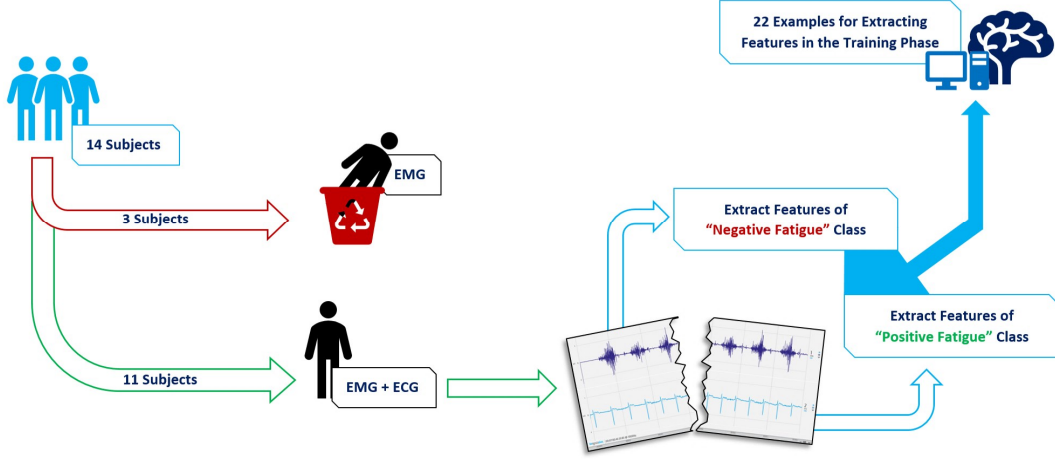 22 Examples for Extracting
Features in the Training Phase
14 Subjects
EMG
3 Subjects
Extract Features of
“Negative Fatigue” Class
Extract Features of
“Positive Fatigue” Class
11 Subjects
EMG + ECG